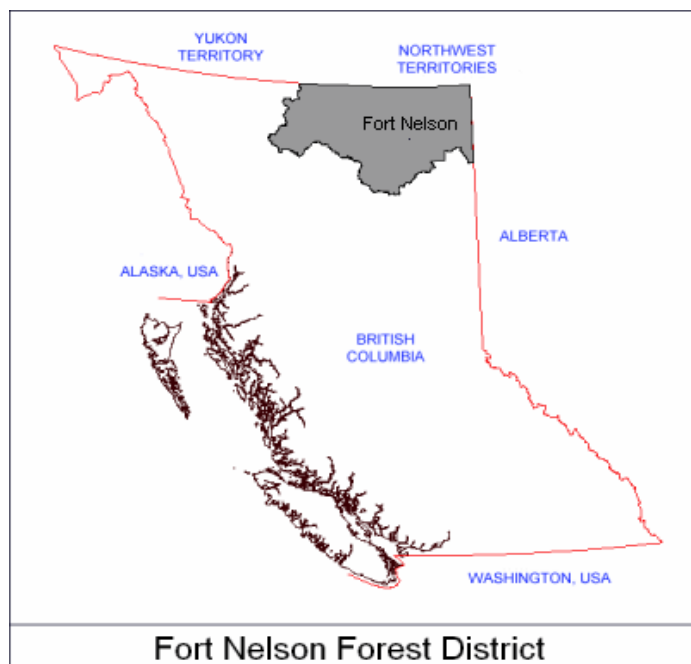 YUKON
TERRITORY
NORTHWEST
TERRITORIES
Fort Nelson
ALBERTA
ALASKA, USA
BRITISH
COLUMBIA
WASHINGTON, USA
Fort Nelson Forest District